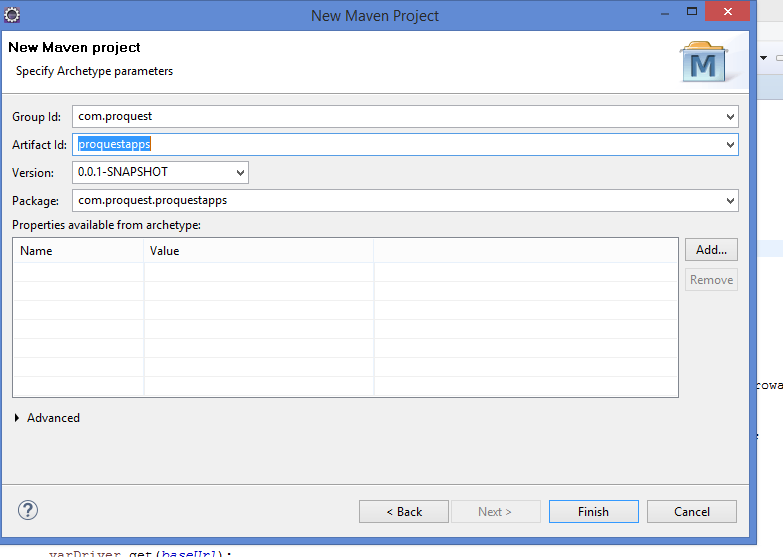 New Maven Project
New Maven project
Specify Archetype parameters
M
Group Id: com.proquest
Artifact Id: proquestapps
Version: 0.0.1-SNAPSHOT
Package: com.proquest.proquestapps
Properties available from archetype:
Name Value
Add...
Remove
rowa
Advanced
? < Back Next > Finish Cancel
varDriver.get(baseUrl);